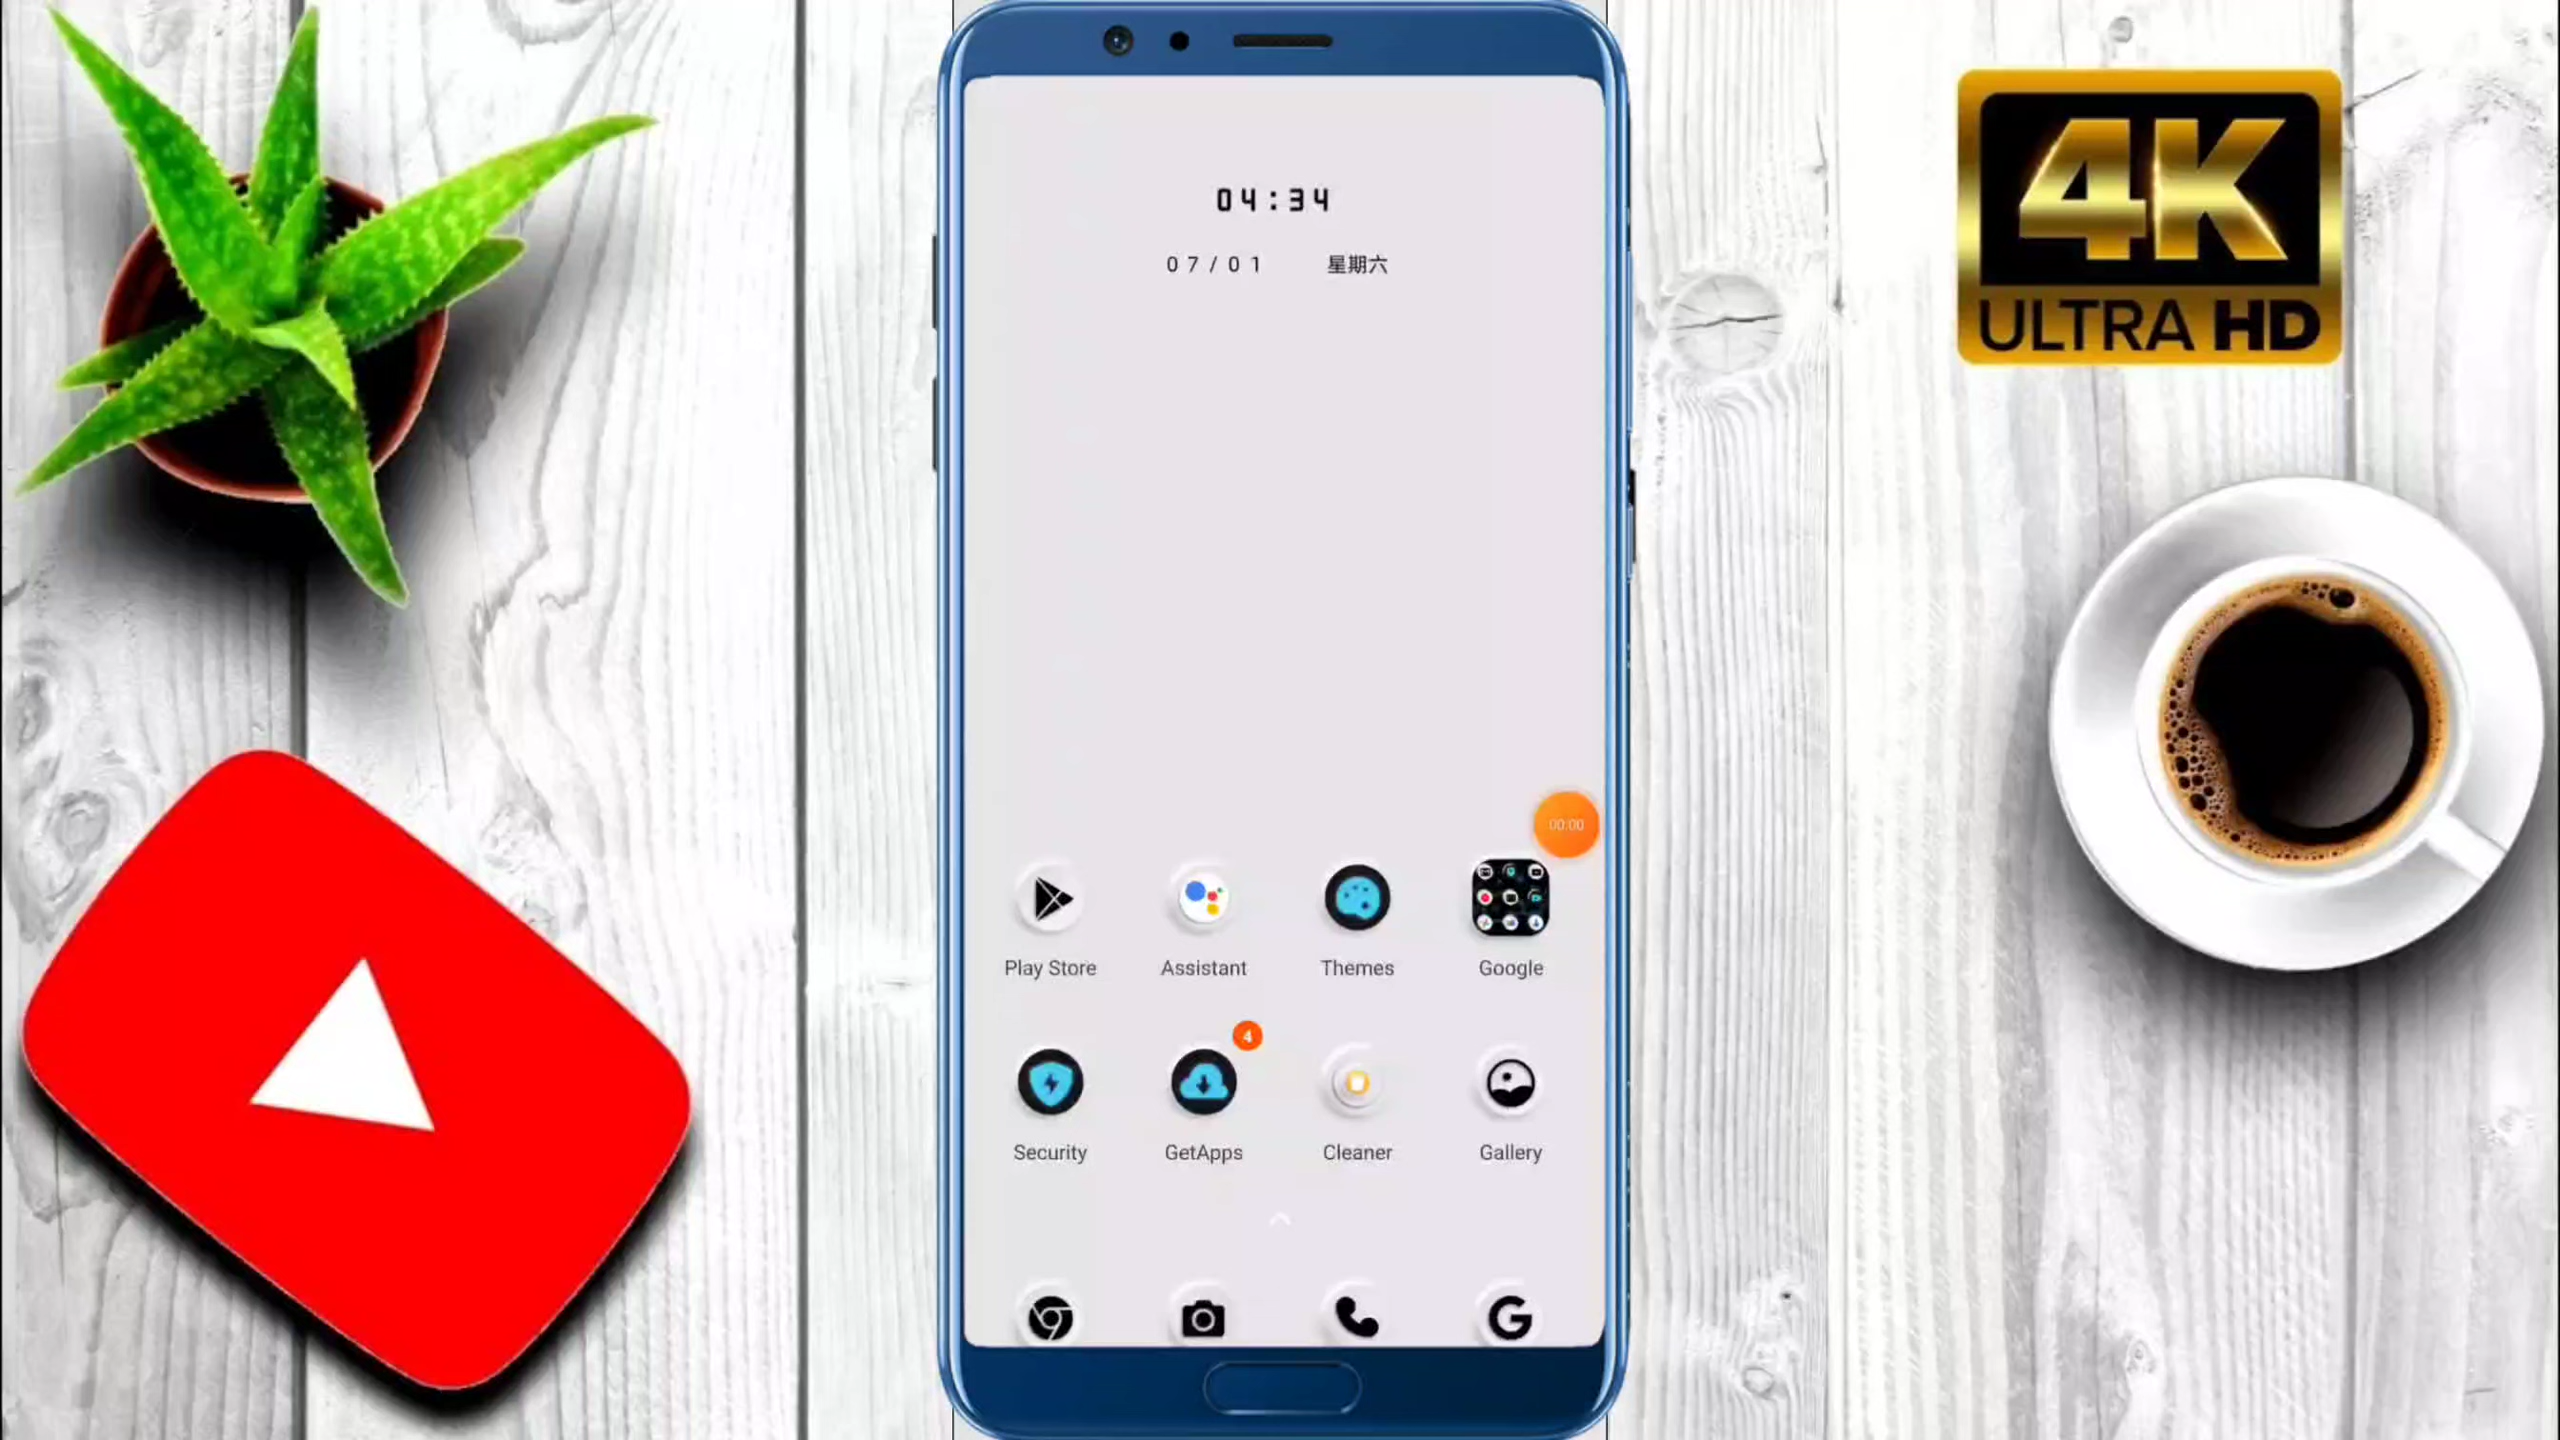 04:34
07/01 星期六
4K
ULTRA HD
00:00
Play Store
Assistant
Themes
Google
4
Security
GetApps
Cleaner
Gallery